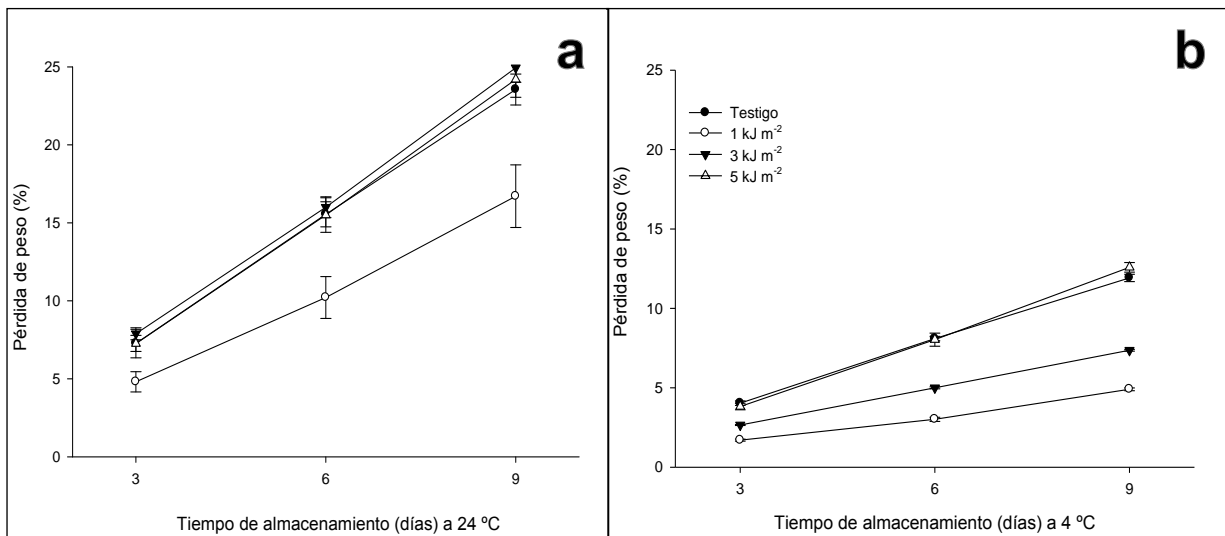 a
25
20
15
10
5
0
Pérdida de peso (%)
3 6 9
Tiempo de almacenamiento (días) a 24 ºC
b
25
20
15
10
5
0
Pérdida de peso (%)
Testigo
1 kJ m-2
3 kJ m-2
5 kJ m-2
3 6 9
Tiempo de almacenamiento (días) a 4 ºC